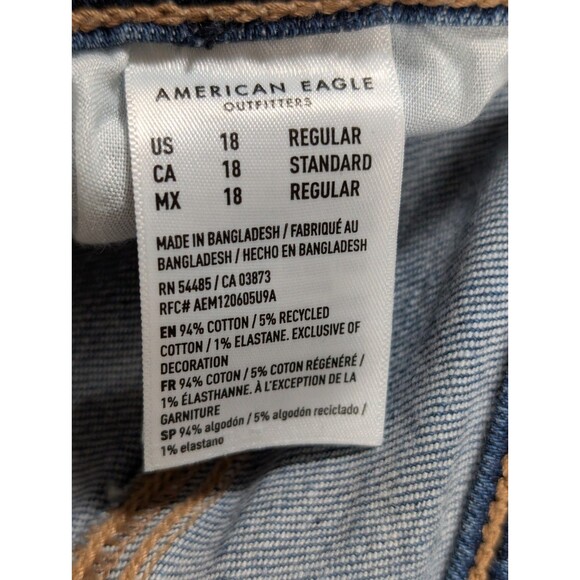 AMERICAN EAGLE
OUTFITTERS
US 18 REGULAR
CA 18 STANDARD
MX 18 REGULAR
MADE IN BANGLADESH / FABRIQUÉ AU
BANGLADESH / HECHO EN BANGLADESH
RN 54485 / CA 03873
RFC# AEM120605U9A
EN 94% COTTON / 5% RECYCLED
COTTON / 1% ELASTANE. EXCLUSIVE OF
DECORATION
FR 94% COTON / 5% COTON RÉGÉNÉRÉ /
1% ÉLASTHANNE. À L'EXCEPTION DE LA
GARNITURE
SP 94% algodón / 5% algodón reciclado /
1% elastano